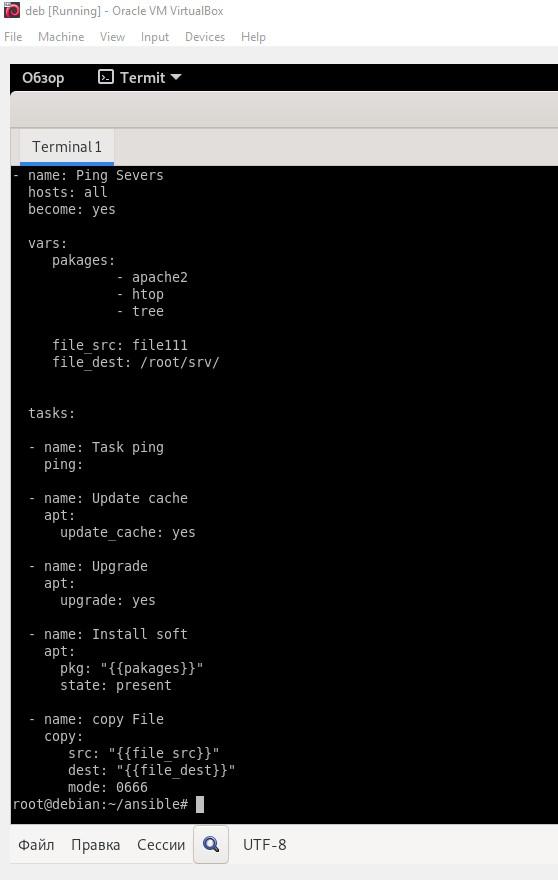 deb [Running] - Oracle VM VirtualBox
File Machine View Input Devices Help
Обзор Termit
Terminal 1
- name: Ping Severs
  hosts: all
  become: yes
  vars:
     pakages:
             - apache2
             - htop
             - tree
     file_src: file111
     file_dest: /root/srv/
  tasks:
  - name: Task ping
    ping:
  - name: Update cache
    apt:
      update_cache: yes
  - name: Upgrade
    apt:
      upgrade: yes
  - name: Install soft
    apt:
      pkg: "{{pakages}}"
      state: present
  - name: copy File
    copy:
       src: "{{file_src}}"
       dest: "{{file_dest}}"
       mode: 0666
root@debian:~/ansible#
Файл Правка Сессии UTF-8